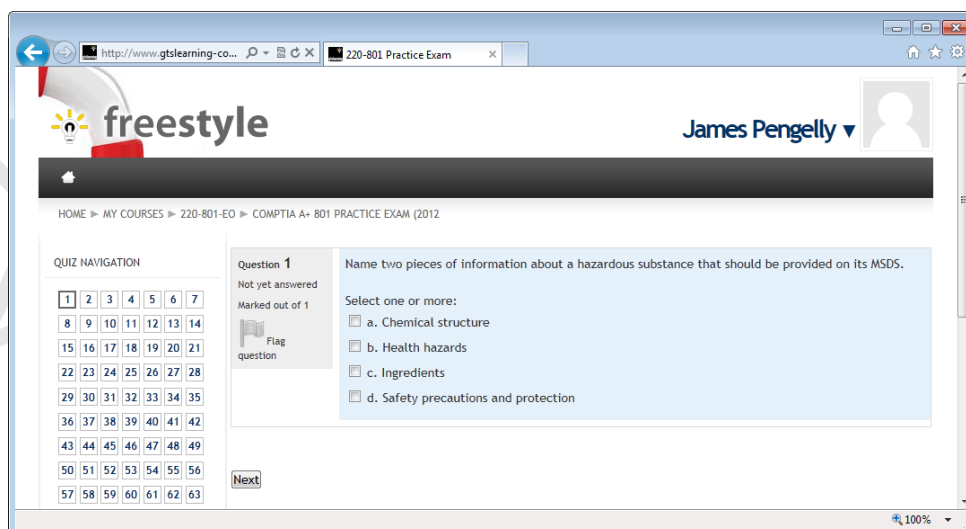 http://www.gtslearning-co...
220-801 Practice Exam
freestyle
James Pengelly ▼
HOME ► MY COURSES ► 220-801-EO ► COMPTIA A+ 801 PRACTICE EXAM (2012
QUIZ NAVIGATION
1 2 3 4 5 6 7
8 9 10 11 12 13 14
15 16 17 18 19 20 21
22 23 24 25 26 27 28
29 30 31 32 33 34 35
36 37 38 39 40 41 42
43 44 45 46 47 48 49
50 51 52 53 54 55 56
57 58 59 60 61 62 63
Question 1
Not yet answered
Marked out of 1
Flag
question
Name two pieces of information about a hazardous substance that should be provided on its MSDS.
Select one or more:
a. Chemical structure
b. Health hazards
c. Ingredients
d. Safety precautions and protection
Next
100%